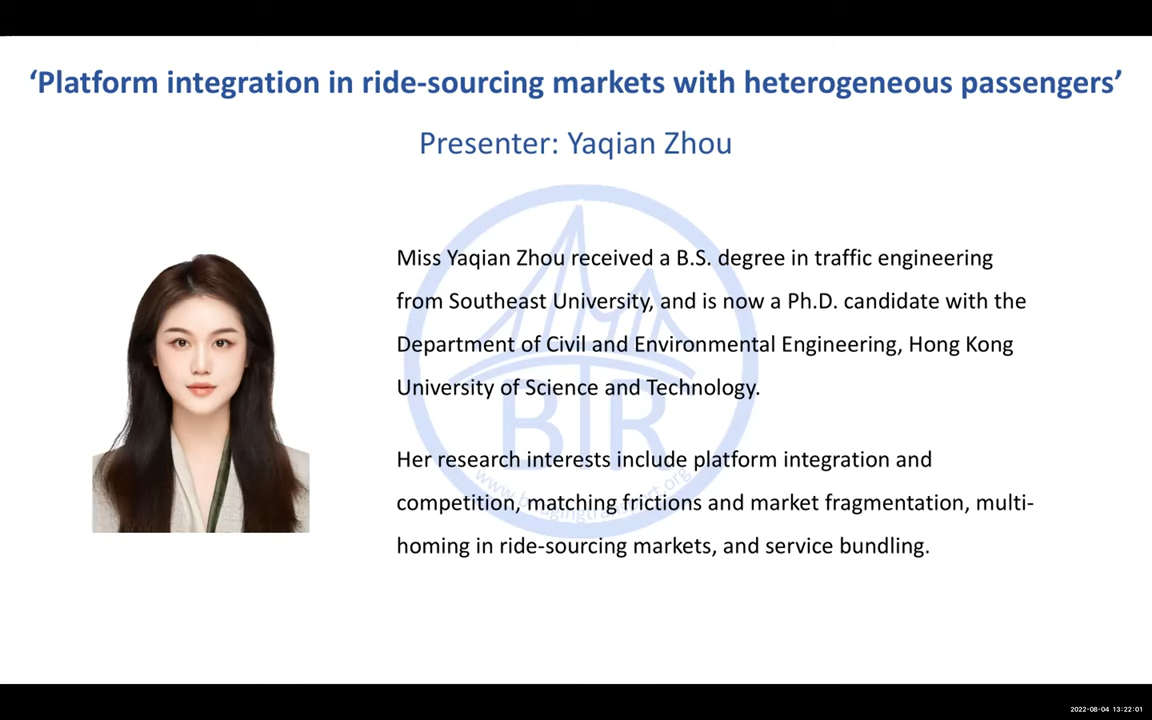 ‘Platform integration in ride-sourcing markets with heterogeneous passengers’
Presenter: Yaqian Zhou
Miss Yaqian Zhou received a B.S. degree in traffic engineering
from Southeast University, and is now a Ph.D. candidate with the
Department of Civil and Environmental Engineering, Hong Kong
University of Science and Technology.
Her research interests include platform integration and
competition, matching frictions and market fragmentation, multi-
homing in ride-sourcing markets, and service bundling.
BTR
2022-08-04 13:22:01